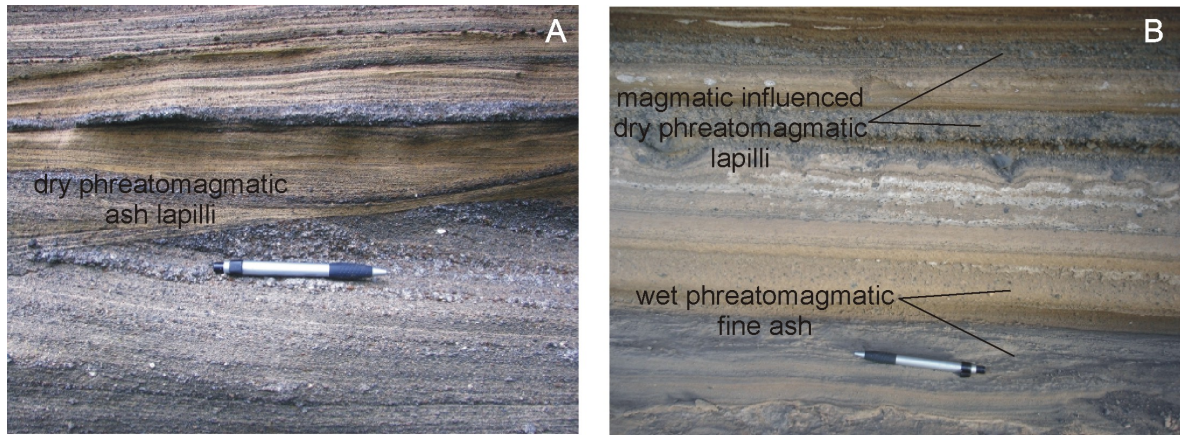 A
dry phreatomagmatic
ash lapilli
B
magmatic influenced
dry phreatomagmatic
lapilli
wet phreatomagmatic
fine ash